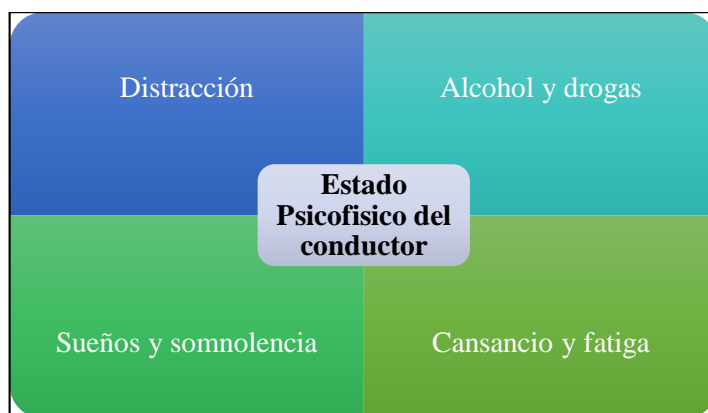 Distracción
Alcohol y drogas
Estado
Psicofisico del
conductor
Sueños y somnolencia
Cansancio y fatiga